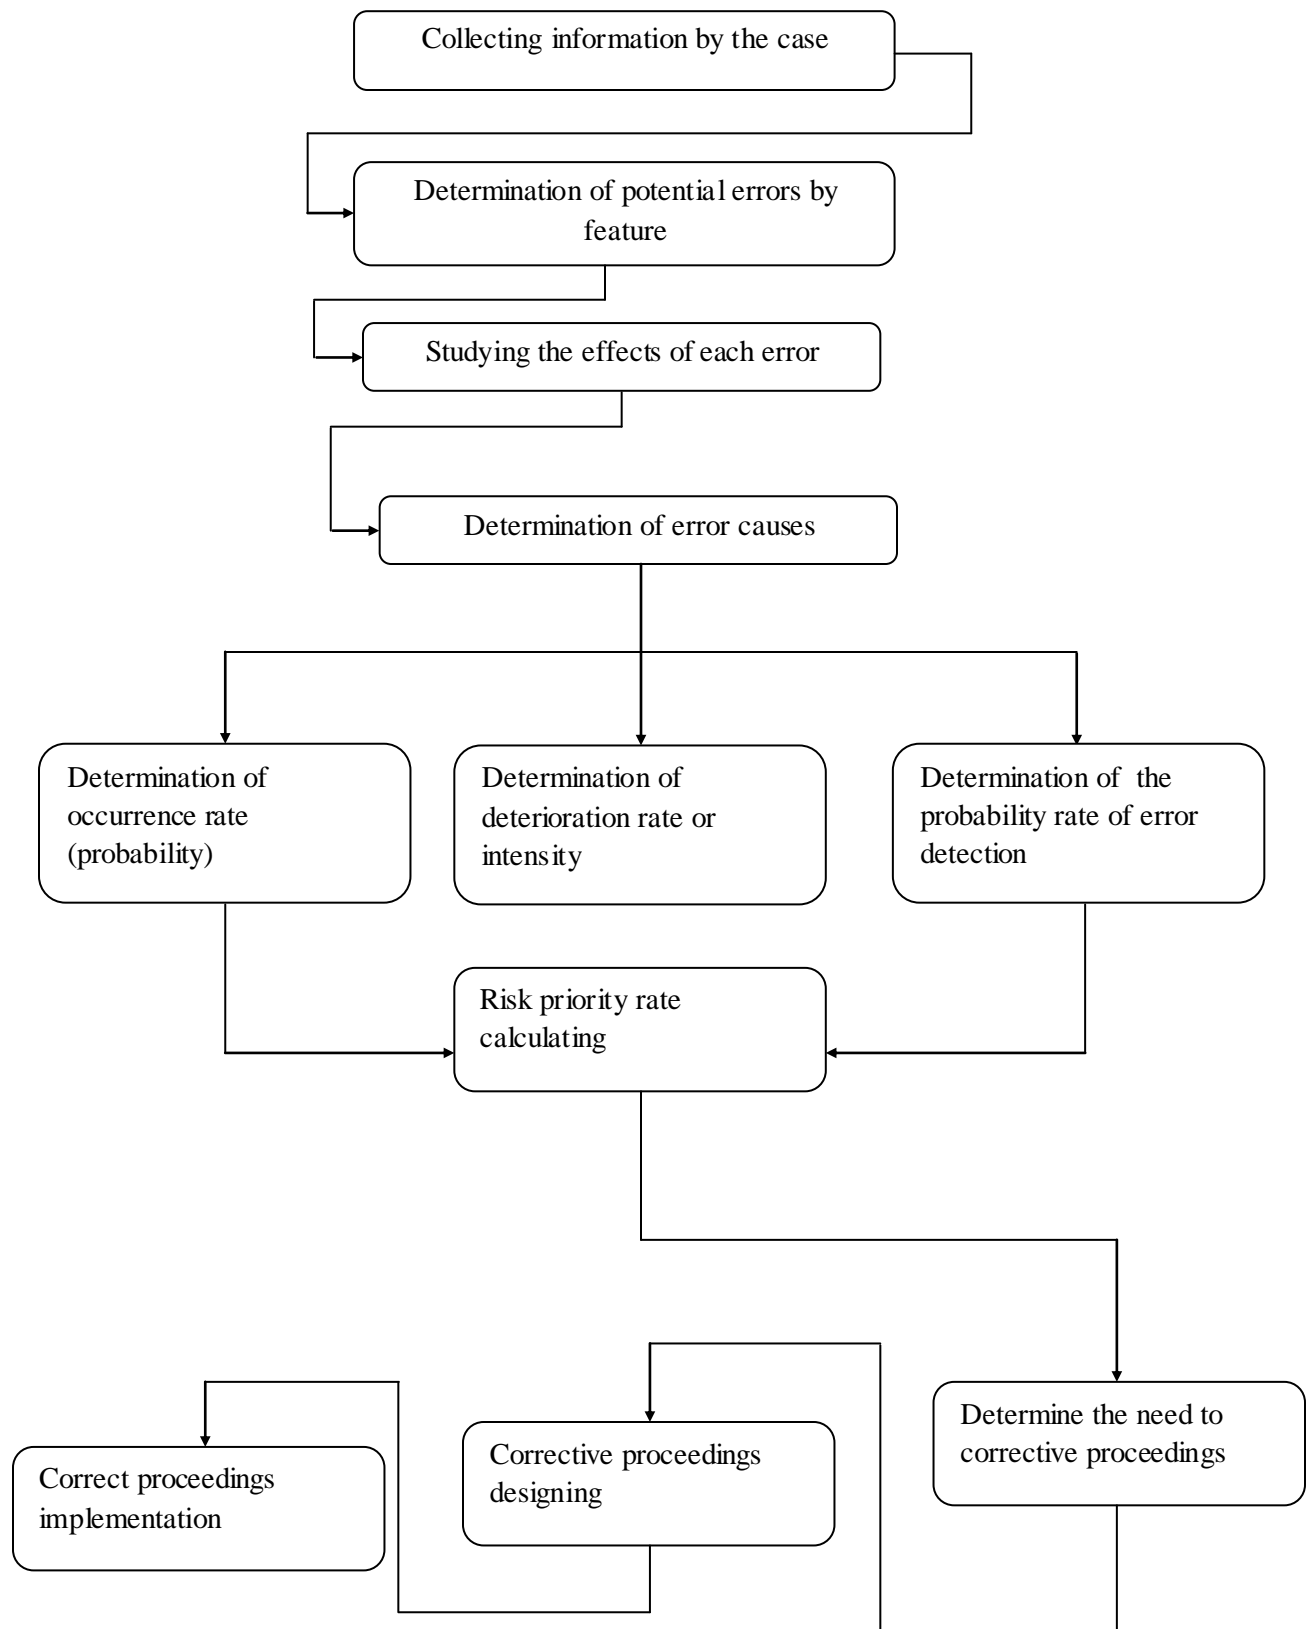 Collecting information by the case
Determination of potential errors by
feature
Studying the effects of each error
Determination of error causes
Determination of
occurrence rate
(probability)
Determination of
deterioration rate or
intensity
Determination of the
probability rate of error
detection
Risk priority rate
calculating
Determine the need to
corrective proceedings
Corrective proceedings
designing
Correct proceedings
implementation